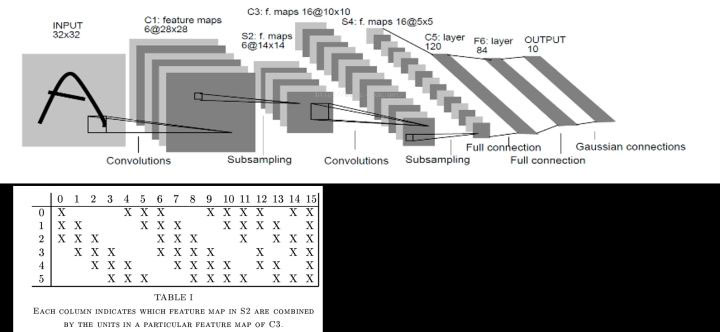 INPUT
32x32
C1: feature maps
6@28x28
C3: f. maps 16@10x10
S2: f. maps
6@14x14
S4: f. maps 16@5x5
C5: layer
120
F6: layer
84
OUTPUT
10
Convolutions
Subsampling
Convolutions
Subsampling
Full connection
Full connection
Gaussian connections
0 1 2 3 4 5 6 7 8 9 10 11 12 13 14 15
0 X X X X X X X X X X X
1 X X X X X X X X X X
2 X X X X X X X X X X
3 X X X X X X X X X X
4 X X X X X X X X X X
5 X X X X X X X X X X
TABLE I
Each column indicates which feature map in S2 are combined
by the units in a particular feature map of C3.